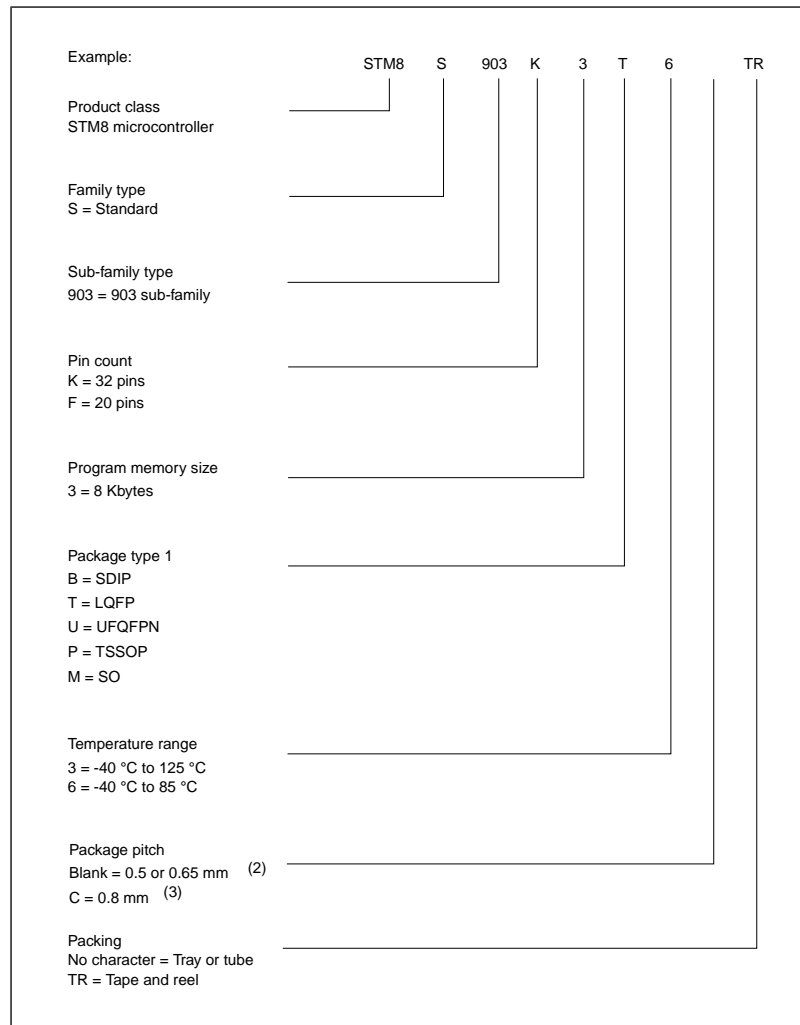 Example:
STM8 S 903 K 3 T 6 TR
Product class
STM8 microcontroller
Family type
S = Standard
Sub-family type
903 = 903 sub-family
Pin count
K = 32 pins
F = 20 pins
Program memory size
3 = 8 Kbytes
Package type 1
B = SDIP
T = LQFP
U = UFQFPN
P = TSSOP
M = SO
Temperature range
3 = -40 °C to 125 °C
6 = -40 °C to 85 °C
Package pitch
Blank = 0.5 or 0.65 mm (2)
C = 0.8 mm (3)
Packing
No character = Tray or tube
TR = Tape and reel